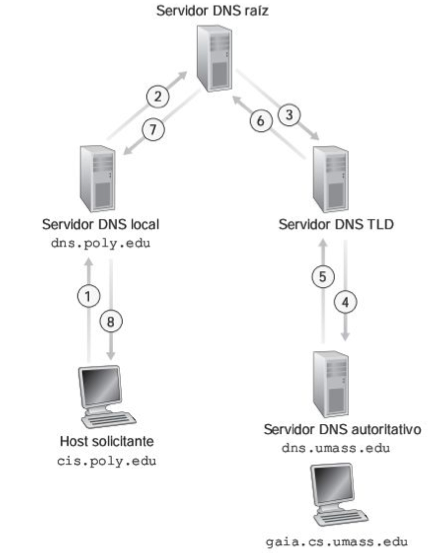 Servidor DNS raíz
2
7
6
3
Servidor DNS local
dns.poly.edu
Servidor DNS TLD
1
8
5
4
Host solicitante
cis.poly.edu
Servidor DNS autoritativo
dns.umass.edu
gaia.cs.umass.edu